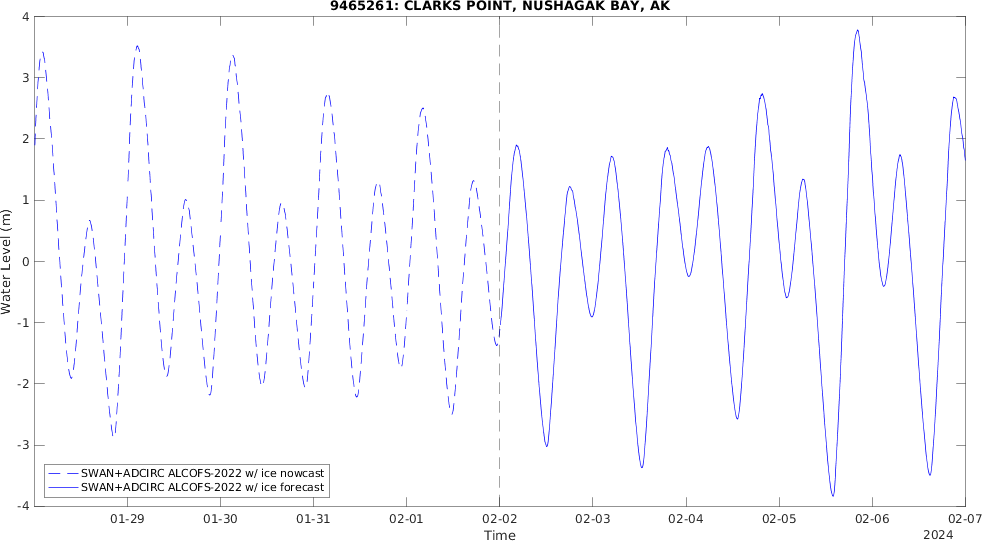 9465261: CLARKS POINT, NUSHAGAK BAY, AK
Water Level (m)
4
3
2
1
0
-1
-2
-3
-4
SWAN+ADCIRC ALCOFS-2022 w/ ice nowcast
SWAN+ADCIRC ALCOFS-2022 w/ ice forecast
01-29 01-30 01-31 02-01 02-02 02-03 02-04 02-05 02-06 02-07
Time
2024